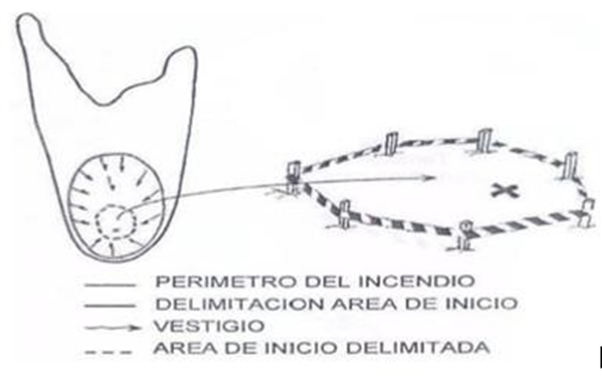 PERIMETRO DEL INCENDIO
DELIMITACION AREA DE INICIO
VESTIGIO
AREA DE INICIO DELIMITADA